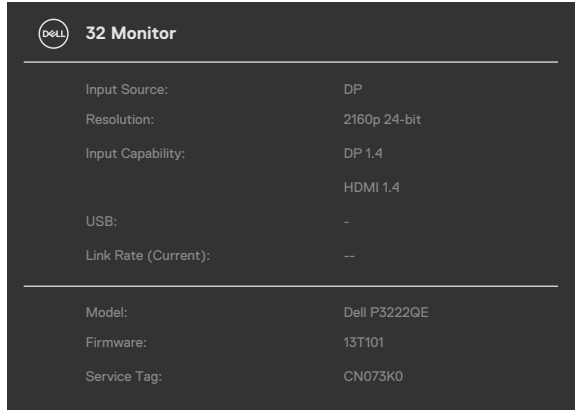 DELL 32 Monitor
Input Source: DP
Resolution: 2160p 24-bit
Input Capability: DP 1.4
HDMI 1.4
USB: -
Link Rate (Current): --
Model: Dell P3222QE
Firmware: 13T101
Service Tag: CN073K0